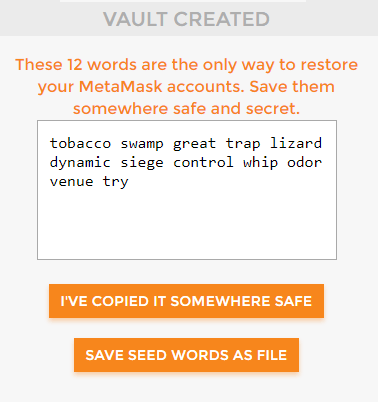 VAULT CREATED
These 12 words are the only way to restore
your MetaMask accounts. Save them
somewhere safe and secret.
tobacco swamp great trap lizard
dynamic siege control whip odor
venue try
I'VE COPIED IT SOMEWHERE SAFE
SAVE SEED WORDS AS FILE